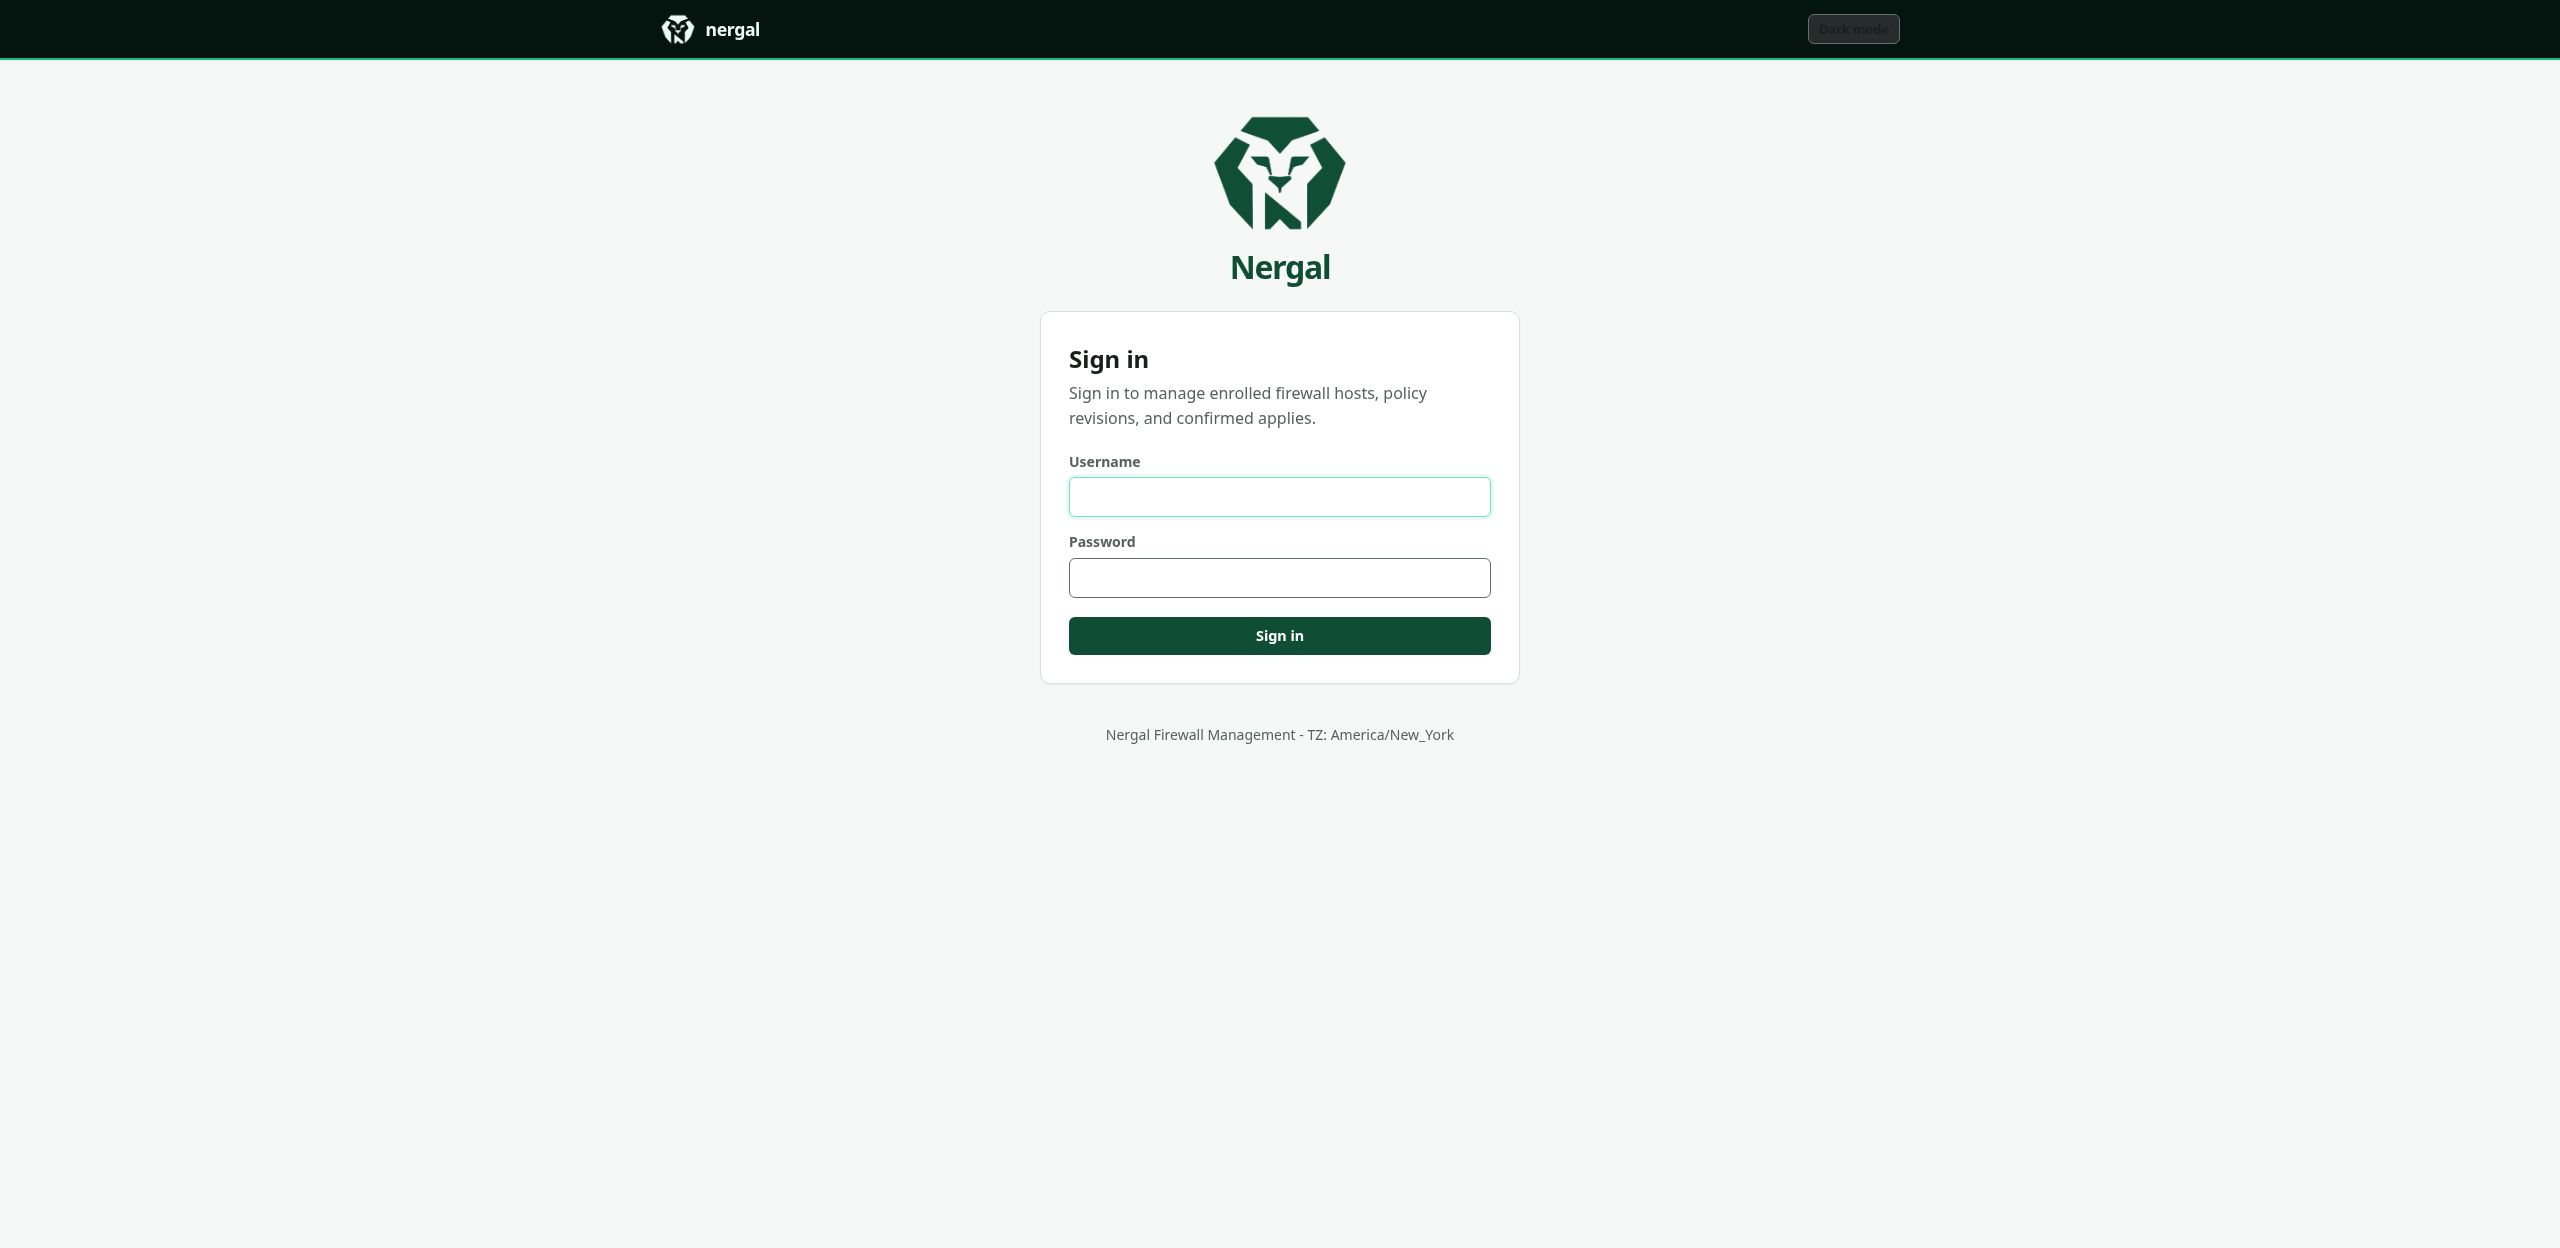 nergal
Dark mode
Nergal
Sign in
Sign in to manage enrolled firewall hosts, policy
revisions, and confirmed applies.
Username
Password
Sign in
Nergal Firewall Management - TZ: America/New_York